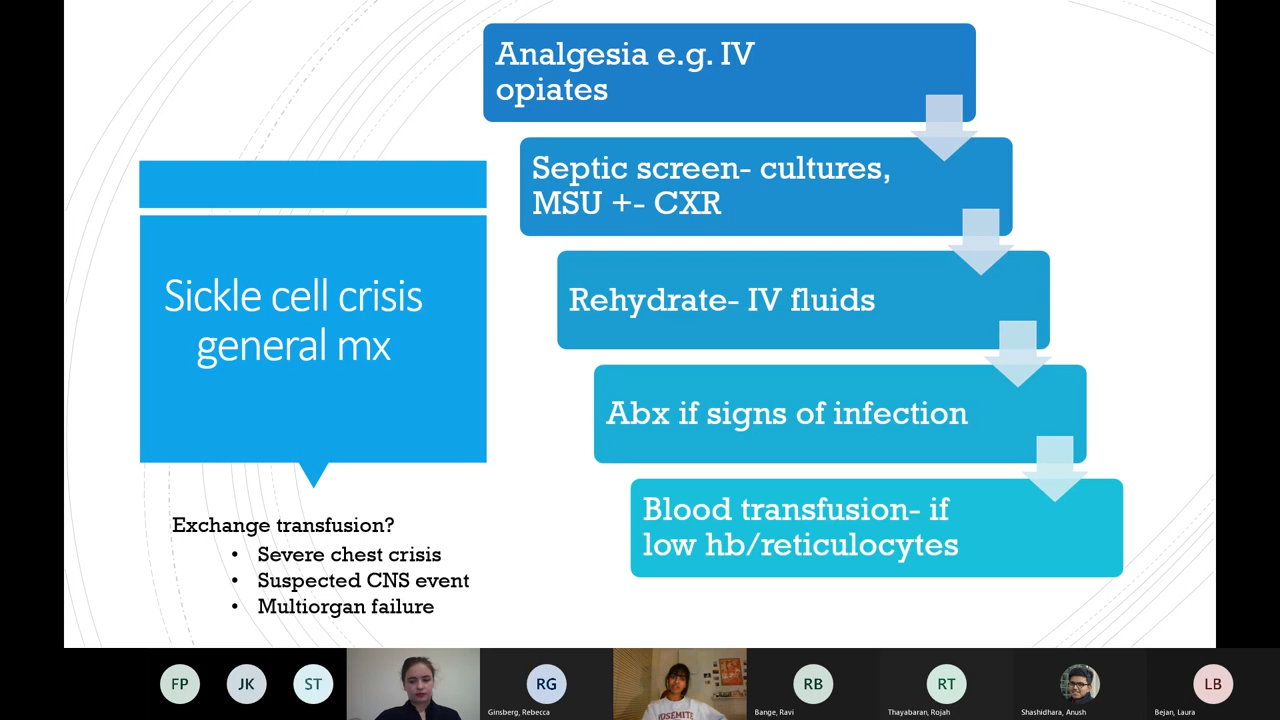 Analgesia e.g. IV
opiates
Septic screen- cultures,
MSU +- CXR
Rehydrate- IV fluids
Abx if signs of infection
Blood transfusion- if
low hb/reticulocytes
Sickle cell crisis
general mx
Exchange transfusion?
• Severe chest crisis
• Suspected CNS event
• Multiorgan failure
FP
JK
ST
RG
Ginsberg, Rebecca
YOSEMITE
RB
Bange, Ravi
RT
Thayabaran, Rojah
Shashidhara, Anush
LB
Bejan, Laura